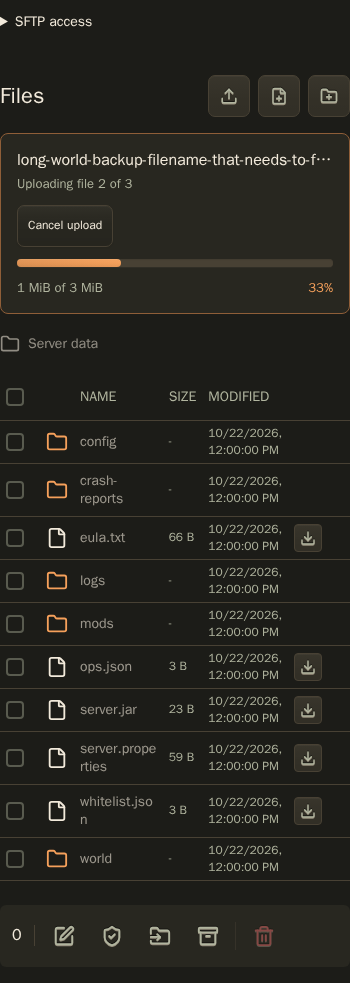 SFTP access
Files
long-world-backup-filename-that-needs-to-f···
Uploading file 2 of 3
Cancel upload
1 MiB of 3 MiB 33%
Server data
NAME SIZE MODIFIED
config - 10/22/2026,
12:00:00 PM
crash-
reports - 10/22/2026,
12:00:00 PM
eula.txt 66 B 10/22/2026,
12:00:00 PM
logs - 10/22/2026,
12:00:00 PM
mods - 10/22/2026,
12:00:00 PM
ops.json 3 B 10/22/2026,
12:00:00 PM
server.jar 23 B 10/22/2026,
12:00:00 PM
server.prope
rties 59 B 10/22/2026,
12:00:00 PM
whitelist.jso
n 3 B 10/22/2026,
12:00:00 PM
world - 10/22/2026,
12:00:00 PM
0